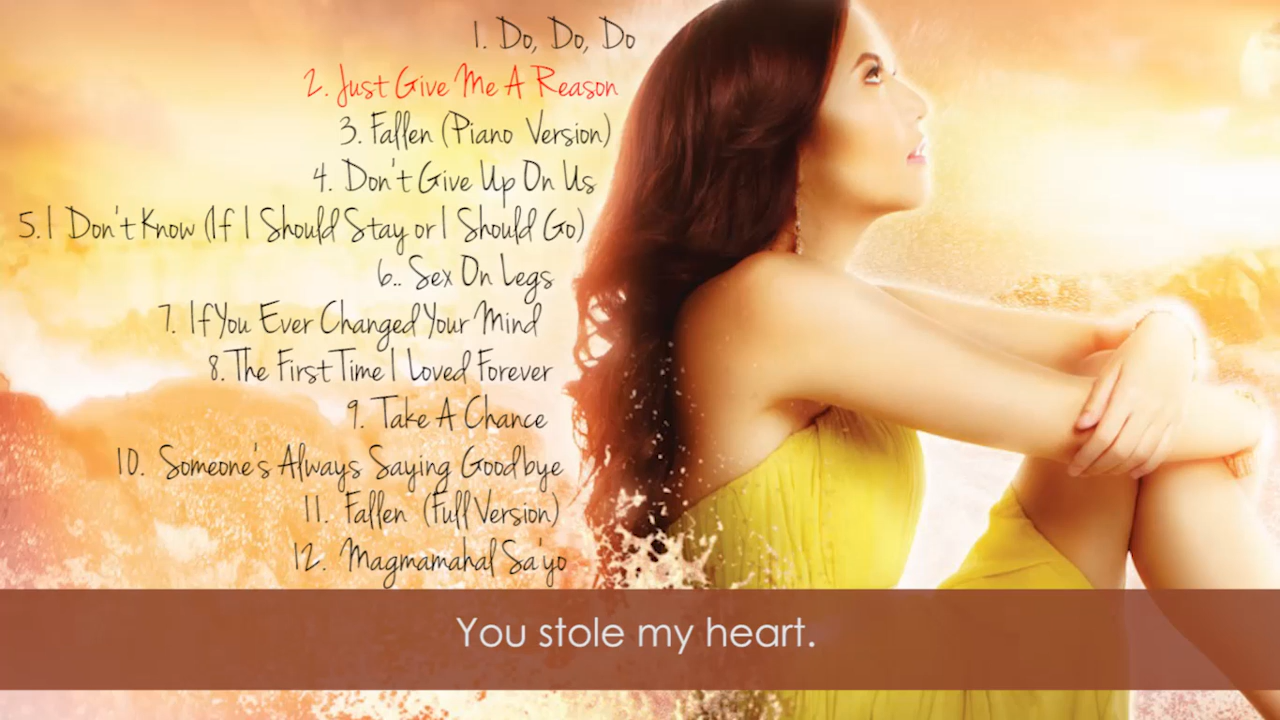 1. Do, Do, Do
2. Just Give Me A Reason
3. Fallen (Piano Version)
4. Don't Give Up On Us
5. I Don't Know (If I Should Stay or I Should Go)
6.. Sex On Legs
7. If You Ever Changed Your Mind
8. The First Time I Loved Forever
9. Take A Chance
10. Someone's Always Saying Goodbye
11. Fallen (Full Version)
12. Magmamahal Sa'yo
You stole my heart.